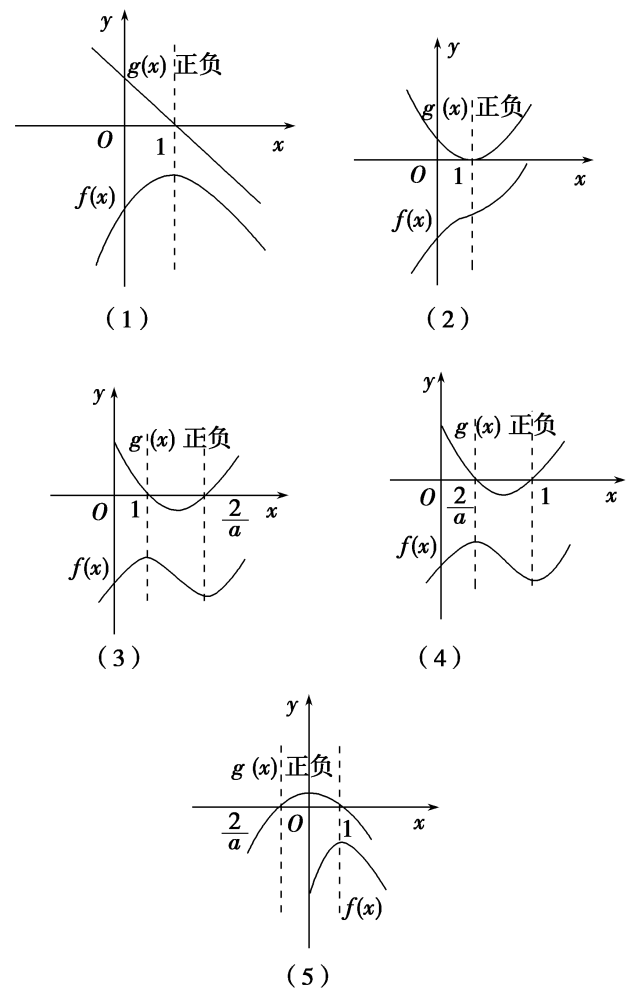 y
g(x) 正负
O 1 x
f(x)
(1)
y
g (x) 正负
O 1 x
f(x)
(2)
y
g (x) 正负
O 1 2/a x
f(x)
(3)
y
g (x) 正负
O 2/a 1 x
f(x)
(4)
y
g (x) 正负
2/a O 1 x
f(x)
(5)